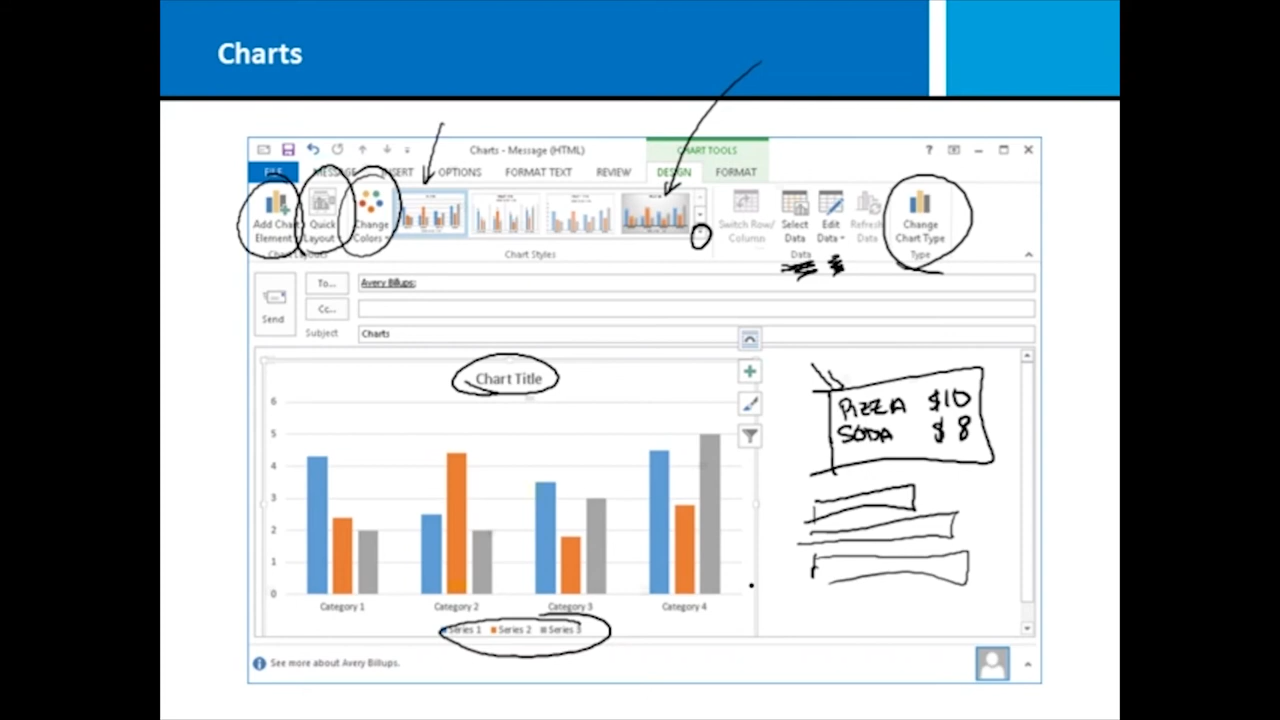 Charts
Charts - Message (HTML)
CHART TOOLS
?
FILE
MESSAGE
INSERT
OPTIONS
FORMAT TEXT
REVIEW
DESIGN
FORMAT
Add Chart
Element
Quick
Layout
Change
Colors
Switch Row/
Column
Select
Data
Edit
Data
Refresh
Data
Change
Chart Type
Chart Layouts
Chart Styles
Data
Type
Send
To...
Avery Billups;
Cc...
Subject
Charts
Chart Title
6
5
4
3
2
1
0
Category 1
Category 2
Category 3
Category 4
Series 1
Series 2
Series 3
PIZZA $10
SODA $8
See more about Avery Billups.